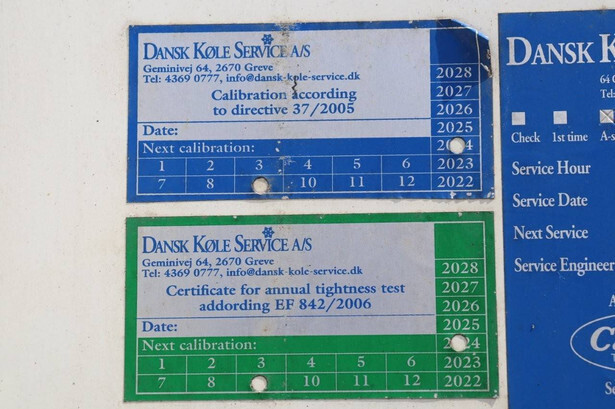 DANSK KØLE SERVICE A/S
Geminivej 64, 2670 Greve
Tel: 4369 0777, info@dansk-kole-service.dk
Calibration according
to directive 37/2005
Date:
Next calibration:
2028
2027
2026
2025
2024
2023
2022
1 2 3 4 5 6
7 8 10 11 12
DANSK KØLE SERVICE A/S
Geminivej 64, 2670 Greve
Tel: 4369 0777, info@dansk-kole-service.dk
Certificate for annual tightness test
addording EF 842/2006
Date:
Next calibration:
2028
2027
2026
2025
2024
2023
2022
1 2 3 4 5 6
7 8 10 11 12
DANSK
64
Tel:
Check 1st time
Service Hour
Service Date
Next Service
Service Engineer